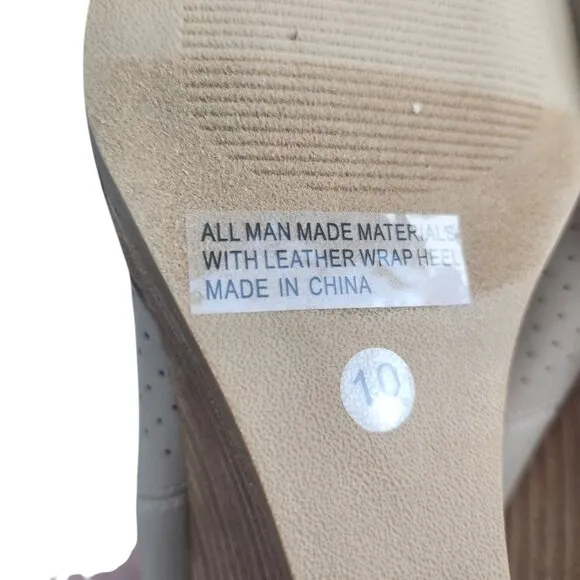 ALL MAN MADE MATERIALS
WITH LEATHER WRAP HEEL
MADE IN CHINA
10